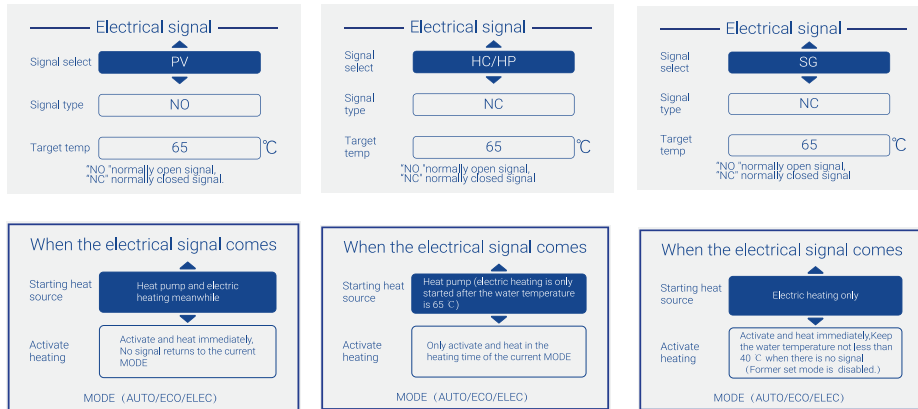 Electrical signal
Signal select
PV
Signal type
NO
Target temp
65
℃
"NO "normally open signal,
"NC" normally closed signal.
Electrical signal
Signal
select
HC/HP
Signal
type
NC
Target
temp
65
℃
"NO "normally open signal,
"NC" normally closed signal
Electrical signal
Signal
select
SG
Signal
type
NC
Target
temp
65
℃
"NO "normally open signal,
"NC" normally closed signal
When the electrical signal comes
Starting heat
source
Heat pump and electric
heating meanwhile
Activate
heating
Activate and heat immediately,
No signal returns to the current
MODE
MODE (AUTO/ECO/ELEC)
When the electrical signal comes
Starting heat
source
Heat pump (electric heating is only
started after the water temperature
is 65 ℃)
Activate
heating
Only activate and heat in the
heating time of the current MODE
MODE (AUTO/ECO/ELEC)
When the electrical signal comes
Starting heat
source
Electric heating only
Activate
heating
Activate and heat immediately,Keep
the water temperature not less than
40 ℃ when there is no signal
(Former set mode is disabled.)
MODE (AUTO/ECO/ELEC)